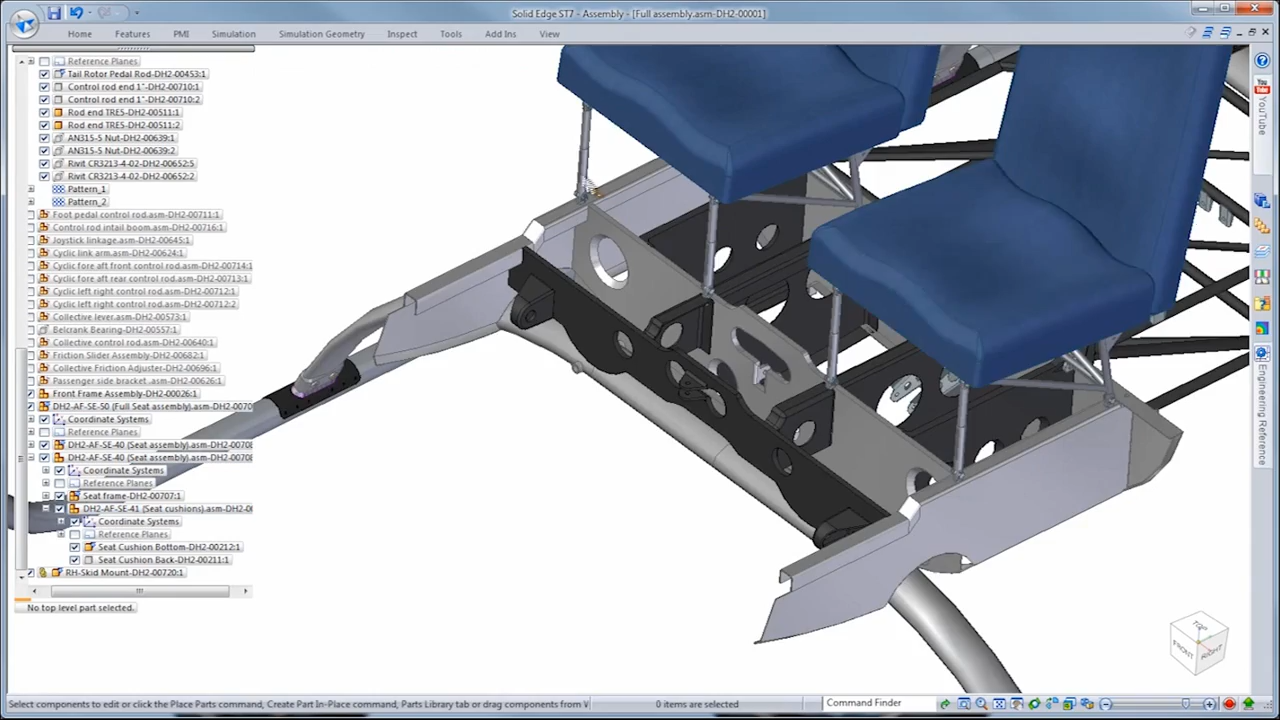 Solid Edge ST7 - Assembly - [Full assembly.asm-DH2-00001]
Home Features PMI Simulation Simulation Geometry Inspect Tools Assembly Add Ins View
Reference Planes
Tail Rotor Pedal Rod-DH2-00453:1
Control rod end 1"-DH2-00710:1
Control rod end 1"-DH2-00710:2
Rod end TRE5-DH2-00511:1
Rod end TRE5-DH2-00511:2
AN315-5 Nut-DH2-00639:1
AN315-5 Nut-DH2-00639:2
Rivit CR3213-4-02-DH2-00652:5
Rivit CR3213-4-02-DH2-00652:2
Pattern_1
Pattern_2
Foot pedal control rod.asm-DH2-00711:1
Control rod intail boom.asm-DH2-00716:1
Joystick linkage.asm-DH2-00645:1
Cyclic link arm.asm-DH2-00624:1
Cyclic fore aft front control rod.asm-DH2-00714:1
Cyclic fore aft rear control rod.asm-DH2-00713:1
Cyclic left right control rod.asm-DH2-00712:1
Cyclic left right control rod.asm-DH2-00712:2
Collective lever.asm-DH2-00573:1
Belcrank Bearing-DH2-00557:1
Collective control rod.asm-DH2-00640:1
Friction Slider Assembly-DH2-00682:1
Collective Friction Adjuster-DH2-00696:1
Passenger side bracket .asm-DH2-00626:1
Front Frame Assembly-DH2-00026:1
DH2-AF-SE-50 (Full Seat assembly).asm-DH2-0070
Coordinate Systems
Reference Planes
DH2-AF-SE-40 (Seat assembly).asm-DH2-00708
DH2-AF-SE-40 (Seat assembly).asm-DH2-00708
Coordinate Systems
Reference Planes
Seat frame-DH2-00707:1
DH2-AF-SE-41 (Seat cushions).asm-DH2-0
Coordinate Systems
Reference Planes
Seat Cushion Bottom-DH2-00212:1
Seat Cushion Back-DH2-00211:1
RH-Skid Mount-DH2-00720:1
No top level part selected.
You
Tube
YouTube
Engineering Reference
TOP
FRONT
RIGHT
Select components to edit or click the Place Parts command, Create Part In-Place command, Parts Library tab or drag components from
0 items are selected
Command Finder